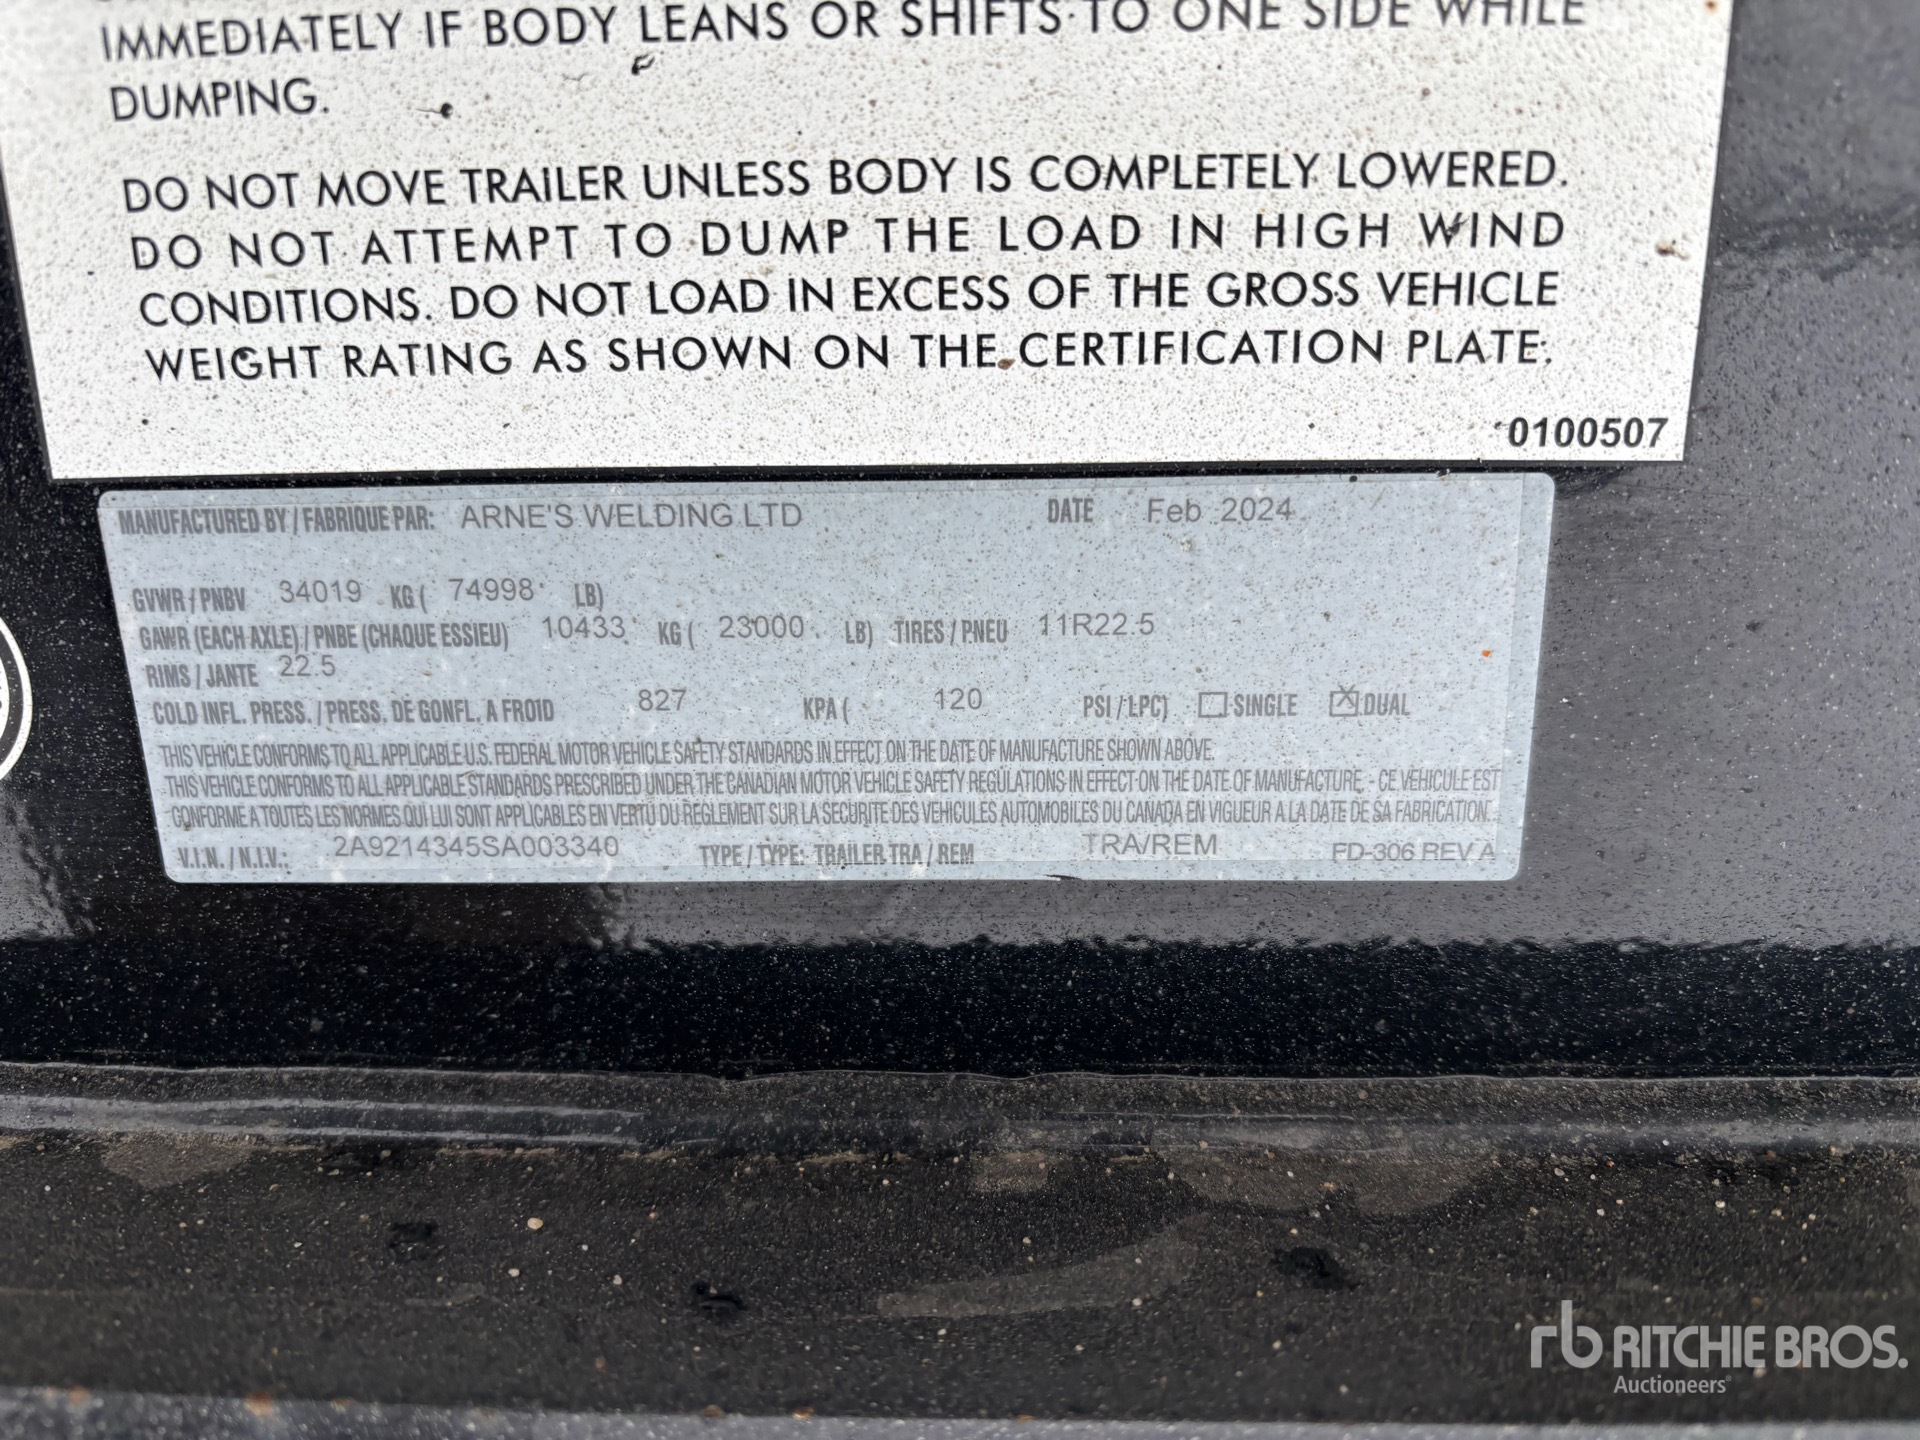 IMMEDIATELY IF BODY LEANS OR SHIFTS TO ONE SIDE WHILE
DUMPING.
DO NOT MOVE TRAILER UNLESS BODY IS COMPLETELY LOWERED.
DO NOT ATTEMPT TO DUMP THE LOAD IN HIGH WIND
CONDITIONS. DO NOT LOAD IN EXCESS OF THE GROSS VEHICLE
WEIGHT RATING AS SHOWN ON THE CERTIFICATION PLATE.
0100507
MANUFACTURED BY / FABRIQUE PAR: ARNE'S WELDING LTD DATE Feb 2024
GVWR / PNBV 34019 KG ( 74998 LB)
GAWR (EACH AXLE) / PNBE (CHAQUE ESSIEU) 10433 KG ( 23000 LB) TIRES / PNEU 11R22.5
RIMS / JANTE 22.5
COLD INFL. PRESS. / PRESS. DE GONFL. A FROID 827 KPA ( 120 PSI / LPC) SINGLE DUAL
THIS VEHICLE CONFORMS TO ALL APPLICABLE U.S. FEDERAL MOTOR VEHICLE SAFETY STANDARDS IN EFFECT ON THE DATE OF MANUFACTURE SHOWN ABOVE.
THIS VEHICLE CONFORMS TO ALL APPLICABLE STANDARDS PRESCRIBED UNDER THE CANADIAN MOTOR VEHICLE SAFETY REGULATIONS IN EFFECT ON THE DATE OF MANUFACTURE. - CE VEHICULE EST
CONFORME A TOUTES LES NORMES QUI LUI SONT APPLICABLES EN VERTU DU REGLEMENT SUR LA SECURITE DES VEHICULES AUTOMOBILES DU CANADA EN VIGUEUR A LA DATE DE SA FABRICATION.
V.I.N. / N.I.V.: 2A9214345SA003340 TYPE / TYPE: TRAILER TRA / REM TRA/REM FD-306 REV A
rb RITCHIE BROS.
Auctioneers